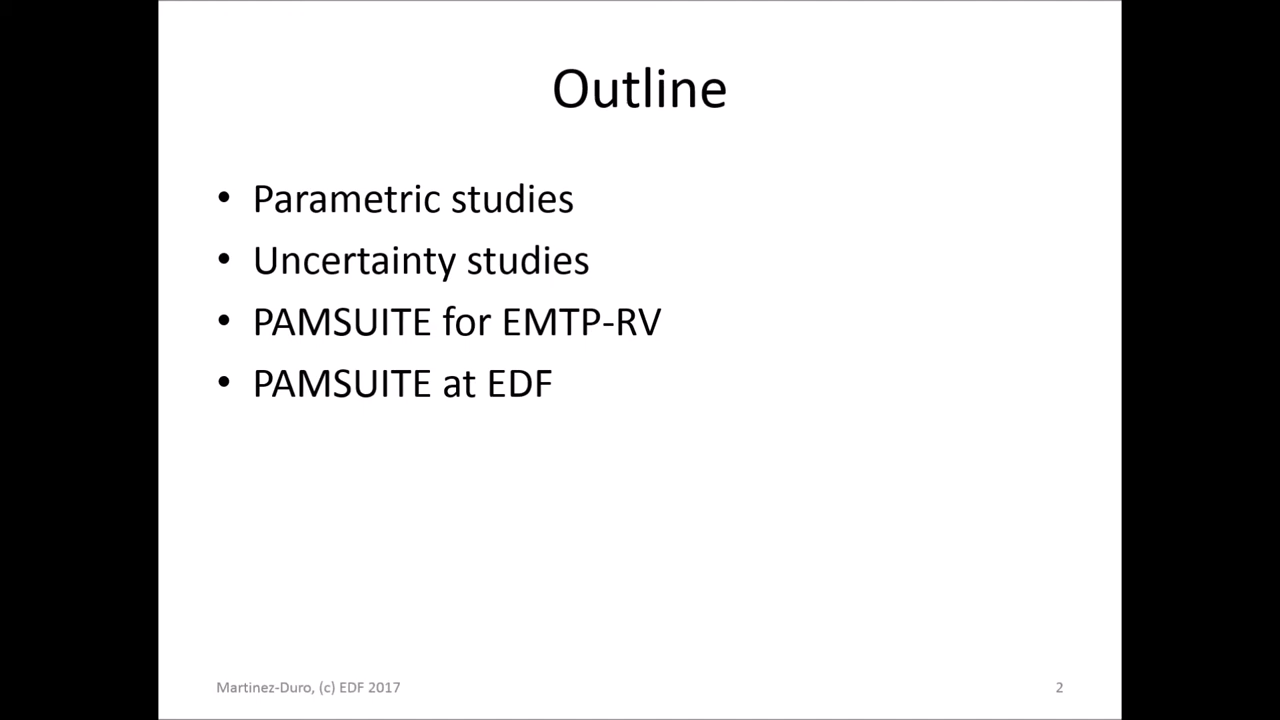 Outline
• Parametric studies
• Uncertainty studies
• PAMSUITE for EMTP-RV
• PAMSUITE at EDF
Martinez-Duro, (c) EDF 2017
2